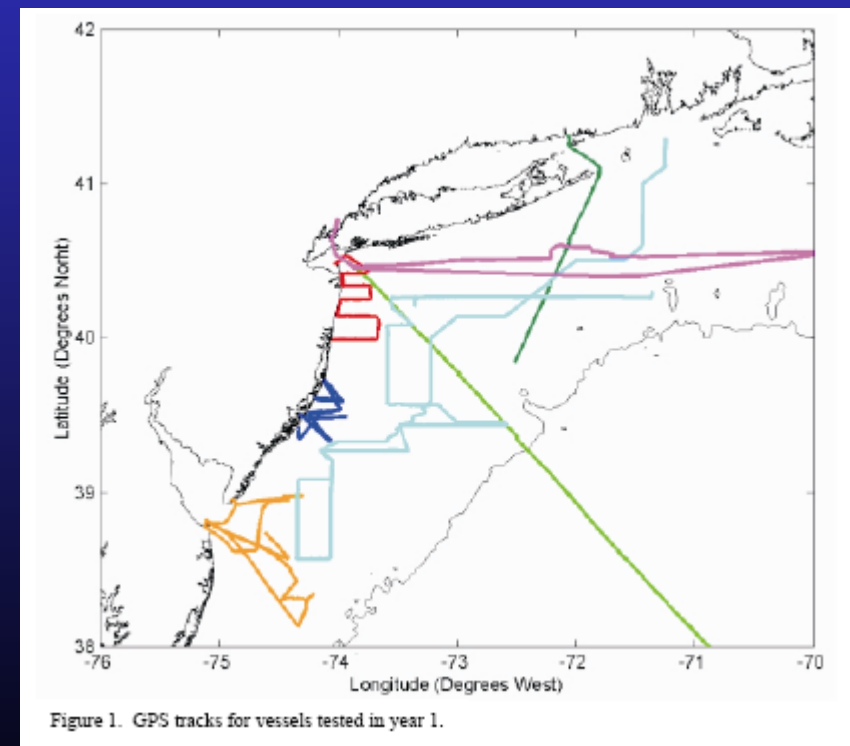 42
41
40
39
38
Latitude (Degrees Norht)
-76 -75 -74 -73 -72 -71 -70
Longitude (Degrees West)
Figure 1. GPS tracks for vessels tested in year 1.